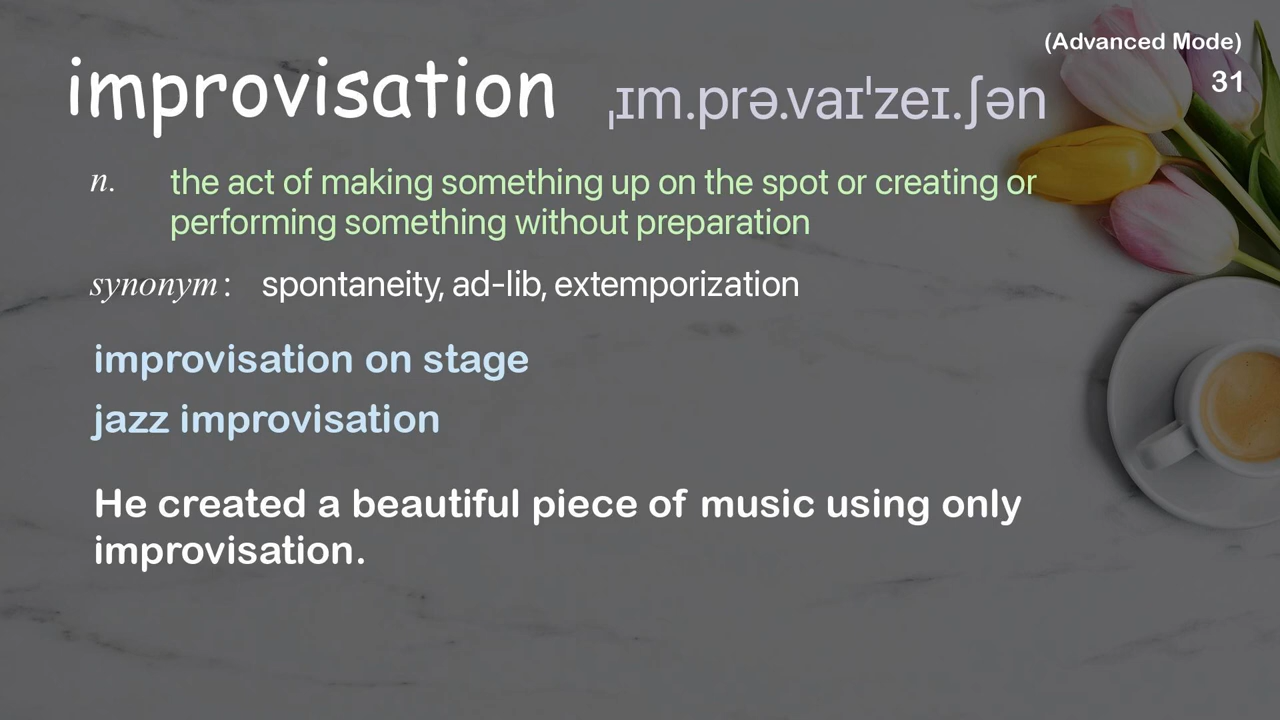 (Advanced Mode)
improvisation ˌɪm.prə.vaɪˈzeɪ.ʃən
31
n. the act of making something up on the spot or creating or
performing something without preparation
synonym: spontaneity, ad-lib, extemporization
improvisation on stage
jazz improvisation
He created a beautiful piece of music using only
improvisation.